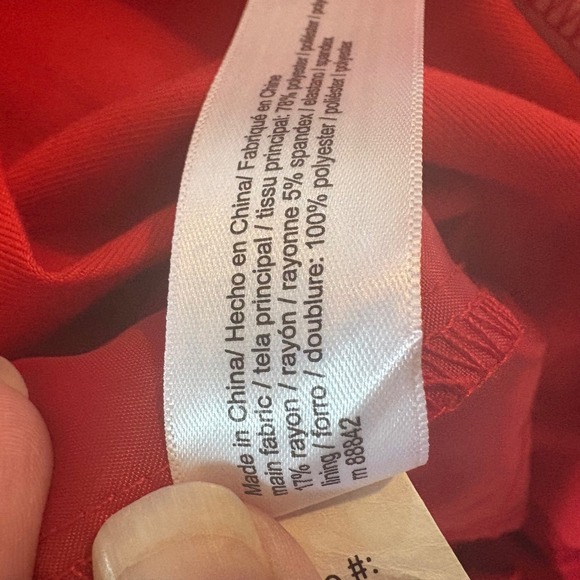 Made in China/ Hecho en China/ Fabriqué en Chine
main fabric / tela principal / tissu principal: 78% polyester / poliéster / poly
17% rayon / rayón / rayonne 5% spandex / elastano / spandex
lining / forro / doublure: 100% polyester / poliéster / polyester
m 88842
#: